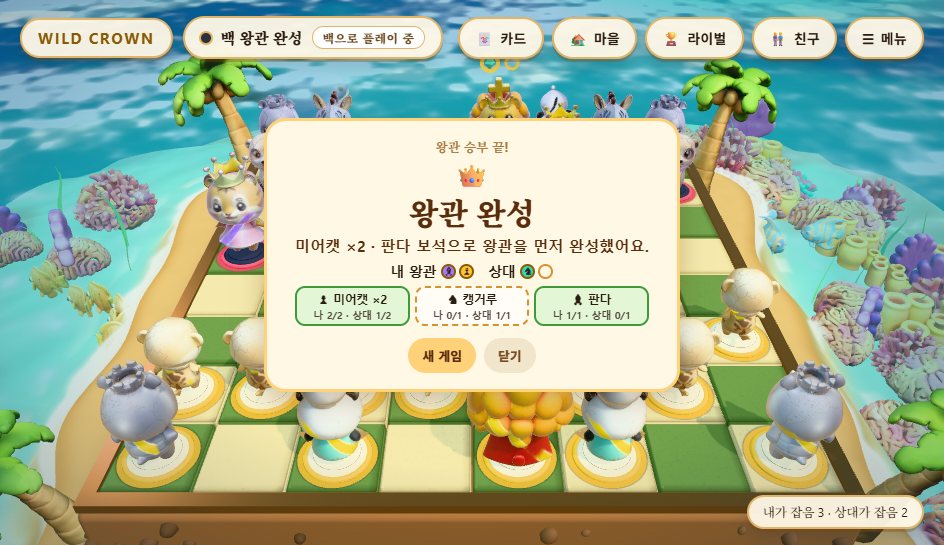 WILD CROWN
백 왕관 완성 백으로 플레이 중
카드
마을
라이벌
친구
☰ 메뉴
왕관 승부 끝!
왕관 완성
미어캣 ×2 · 판다 보석으로 왕관을 먼저 완성했어요.
내 왕관 상대
미어캣 ×2
나 2/2 · 상대 1/2
캥거루
나 0/1 · 상대 1/1
판다
나 1/1 · 상대 0/1
새 게임
닫기
내가 잡음 3 · 상대가 잡음 2